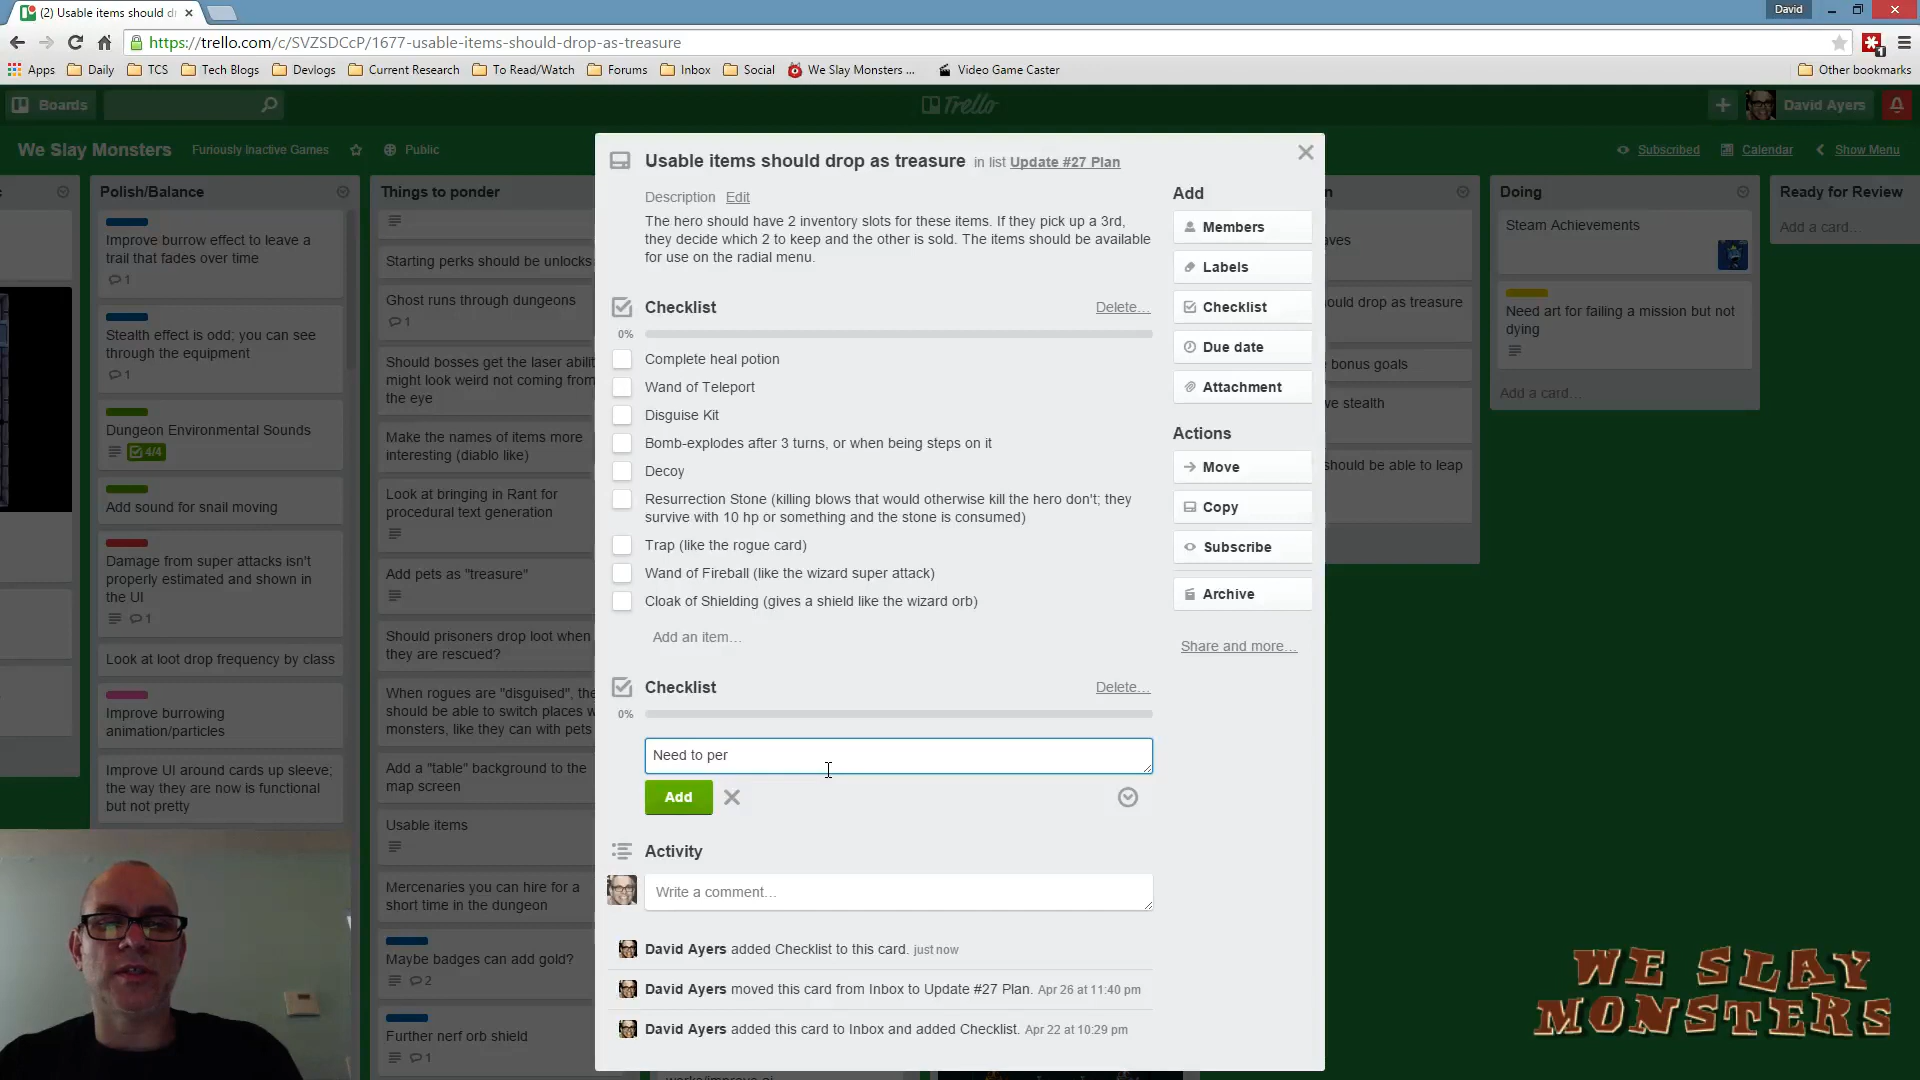 (2) Usable items should d
David
https://trello.com/c/SVZSDCcP/1677-usable-items-should-drop-as-treasure
1
Apps Daily TCS Tech Blogs Devlogs Current Research To Read/Watch Forums Inbox Social We Slay Monsters ... Video Game Caster Other bookmarks
Boards Trello David Ayers
We Slay Monsters Furiously Inactive Games Public Subscribed Calendar Show Menu
Polish/Balance
Improve burrow effect to leave a
trail that fades over time
1
Stealth effect is odd; you can see
through the equipment
1
Dungeon Environmental Sounds
4/4
Add sound for snail moving
Damage from super attacks isn't
properly estimated and shown in
the UI
1
Look at loot drop frequency by class
Improve burrowing
animation/particles
Improve UI around cards up sleeve;
the way they are now is functional
but not pretty
Things to ponder
Starting perks should be unlocks
Ghost runs through dungeons
1
Should bosses get the laser abili
might look weird not coming from
the eye
Make the names of items more
interesting (diablo like)
Look at bringing in Rant for
procedural text generation
Add pets as "treasure"
Should prisoners drop loot when
they are rescued?
When rogues are "disguised", the
should be able to switch places w
monsters, like they can with pets
Add a "table" background to the
map screen
Usable items
Mercenaries you can hire for a
short time in the dungeon
Maybe badges can add gold?
2
Further nerf orb shield
1
Usable items should drop as treasure in list Update #27 Plan
Description Edit
The hero should have 2 inventory slots for these items. If they pick up a 3rd,
they decide which 2 to keep and the other is sold. The items should be available
for use on the radial menu.
Checklist Delete...
0%
Complete heal potion
Wand of Teleport
Disguise Kit
Bomb-explodes after 3 turns, or when being steps on it
Decoy
Resurrection Stone (killing blows that would otherwise kill the hero don't; they
survive with 10 hp or something and the stone is consumed)
Trap (like the rogue card)
Wand of Fireball (like the wizard super attack)
Cloak of Shielding (gives a shield like the wizard orb)
Add an item...
Checklist Delete...
0%
Need to per
Add
Activity
Write a comment...
David Ayers added Checklist to this card. just now
David Ayers moved this card from Inbox to Update #27 Plan. Apr 26 at 11:40 pm
David Ayers added this card to Inbox and added Checklist. Apr 22 at 10:29 pm
Add
Members
Labels
Checklist
Due date
Attachment
Actions
Move
Copy
Subscribe
Archive
Share and more...
n
aves
ould drop as treasure
bonus goals
ve stealth
should be able to leap
Doing
Steam Achievements
Need art for failing a mission but not
dying
Add a card...
Ready for Review
Add a card...
WE SLAY
MONSTERS